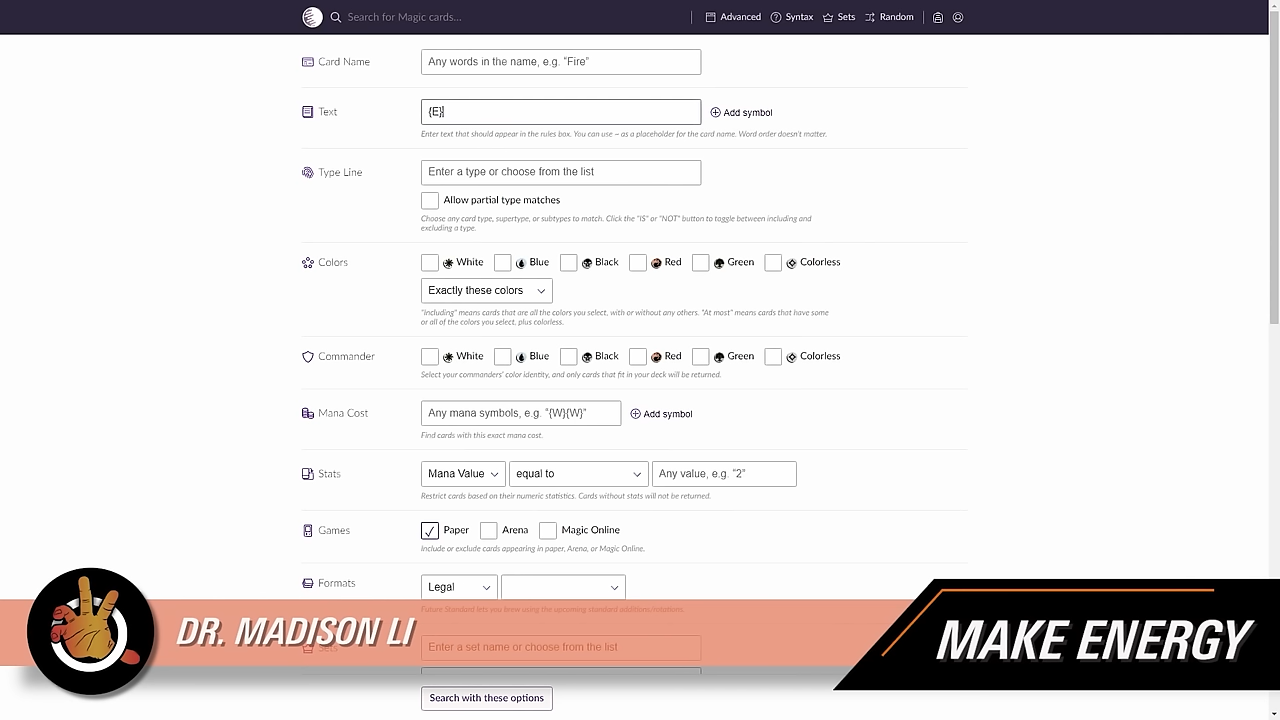 Search for Magic cards...
Advanced
Syntax
Sets
Random
Card Name
Any words in the name, e.g. "Fire"
Text
{E}
Add symbol
Enter text that should appear in the rules box. You can use ~ as a placeholder for the card name. Word order doesn't matter.
Type Line
Enter a type or choose from the list
Allow partial type matches
Choose any card type, supertype, or subtypes to match. Click the "IS" or "NOT" button to toggle between including and
excluding a type.
Colors
White
Blue
Black
Red
Green
Colorless
Exactly these colors
"Including" means cards that are all the colors you select, with or without any others. "At most" means cards that have some
or all of the colors you select, plus colorless.
Commander
White
Blue
Black
Red
Green
Colorless
Select your commanders' color identity, and only cards that fit in your deck will be returned.
Mana Cost
Any mana symbols, e.g. "{W}{W}"
Add symbol
Find cards with this exact mana cost.
Stats
Mana Value
equal to
Any value, e.g. "2"
Restrict cards based on their numeric statistics. Cards without stats will not be returned.
Games
Paper
Arena
Magic Online
Include or exclude cards appearing in paper, Arena, or Magic Online.
Formats
Legal
Future Standard lets you brew using the upcoming standard additions/rotations.
Sets
Enter a set name or choose from the list
DR. MADISON LI
MAKE ENERGY
Search with these options